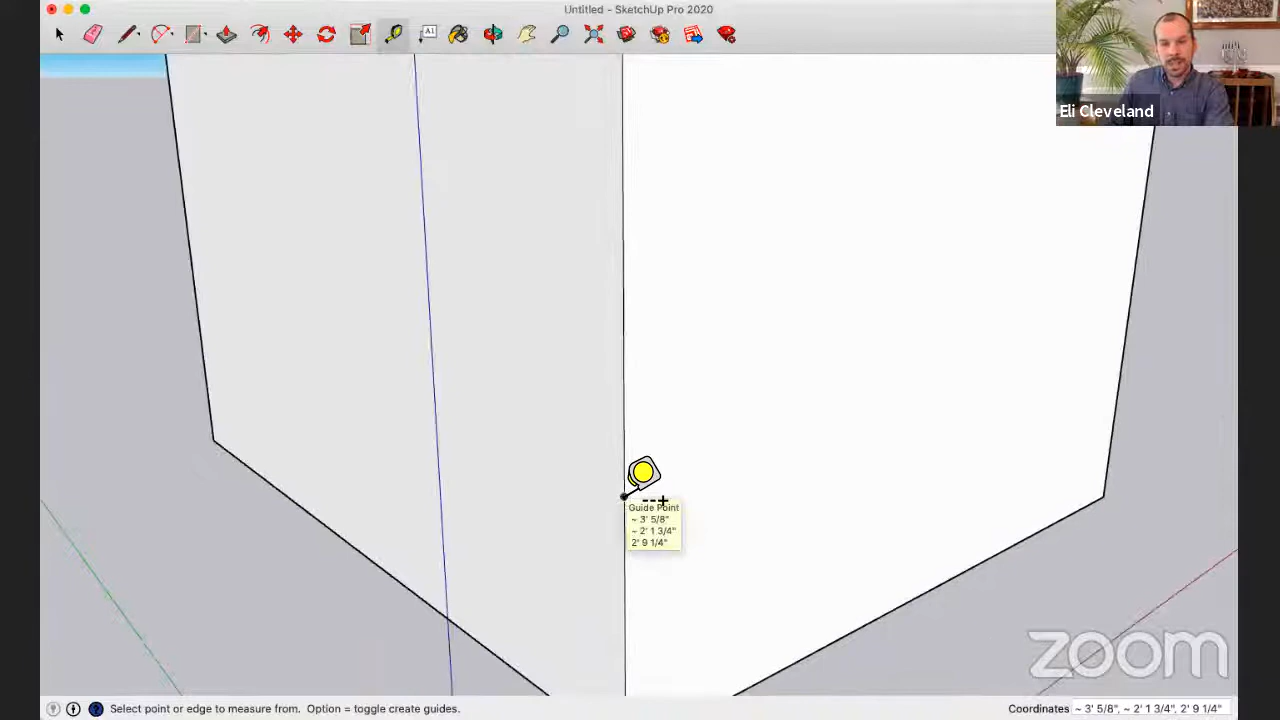 Untitled - SketchUp Pro 2020
A1
Eli Cleveland
Guide Point
~ 3' 5/8"
~ 2' 1 3/4"
2' 9 1/4"
zoom
Select point or edge to measure from. Option = toggle create guides.
Coordinates ~ 3' 5/8", ~ 2' 1 3/4", 2' 9 1/4"